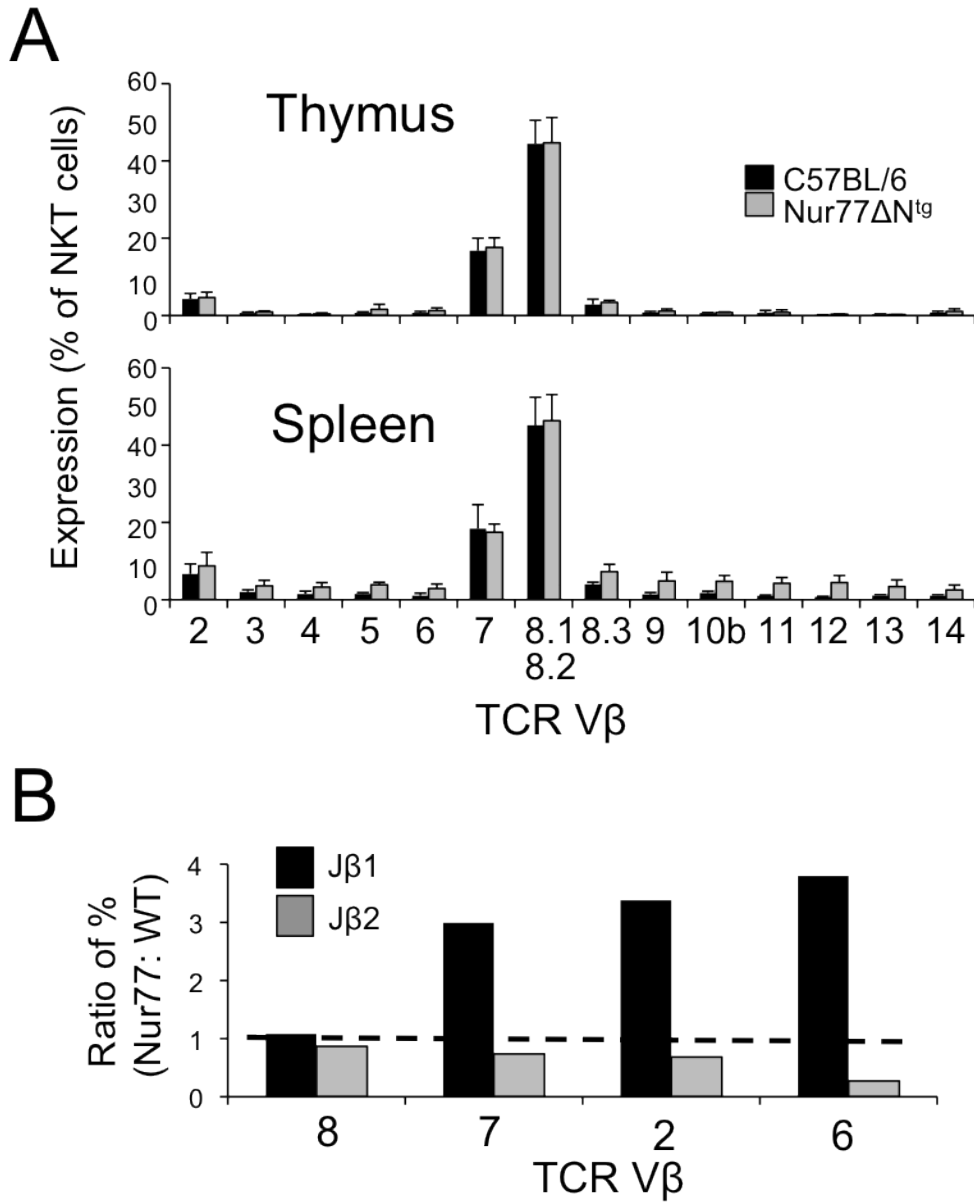 A
Expression (% of NKT cells)
60
40
20
0
Thymus
C57BL/6
Nur77ΔNtg
60
50
40
30
20
10
0
Spleen
2 3 4 5 6 7 8.1 8.3 9 10b 11 12 13 14
8.2
TCR Vβ
B
Ratio of %
(Nur77: WT)
4
3
2
1
0
Jβ1
Jβ2
8 7 2 6
TCR Vβ